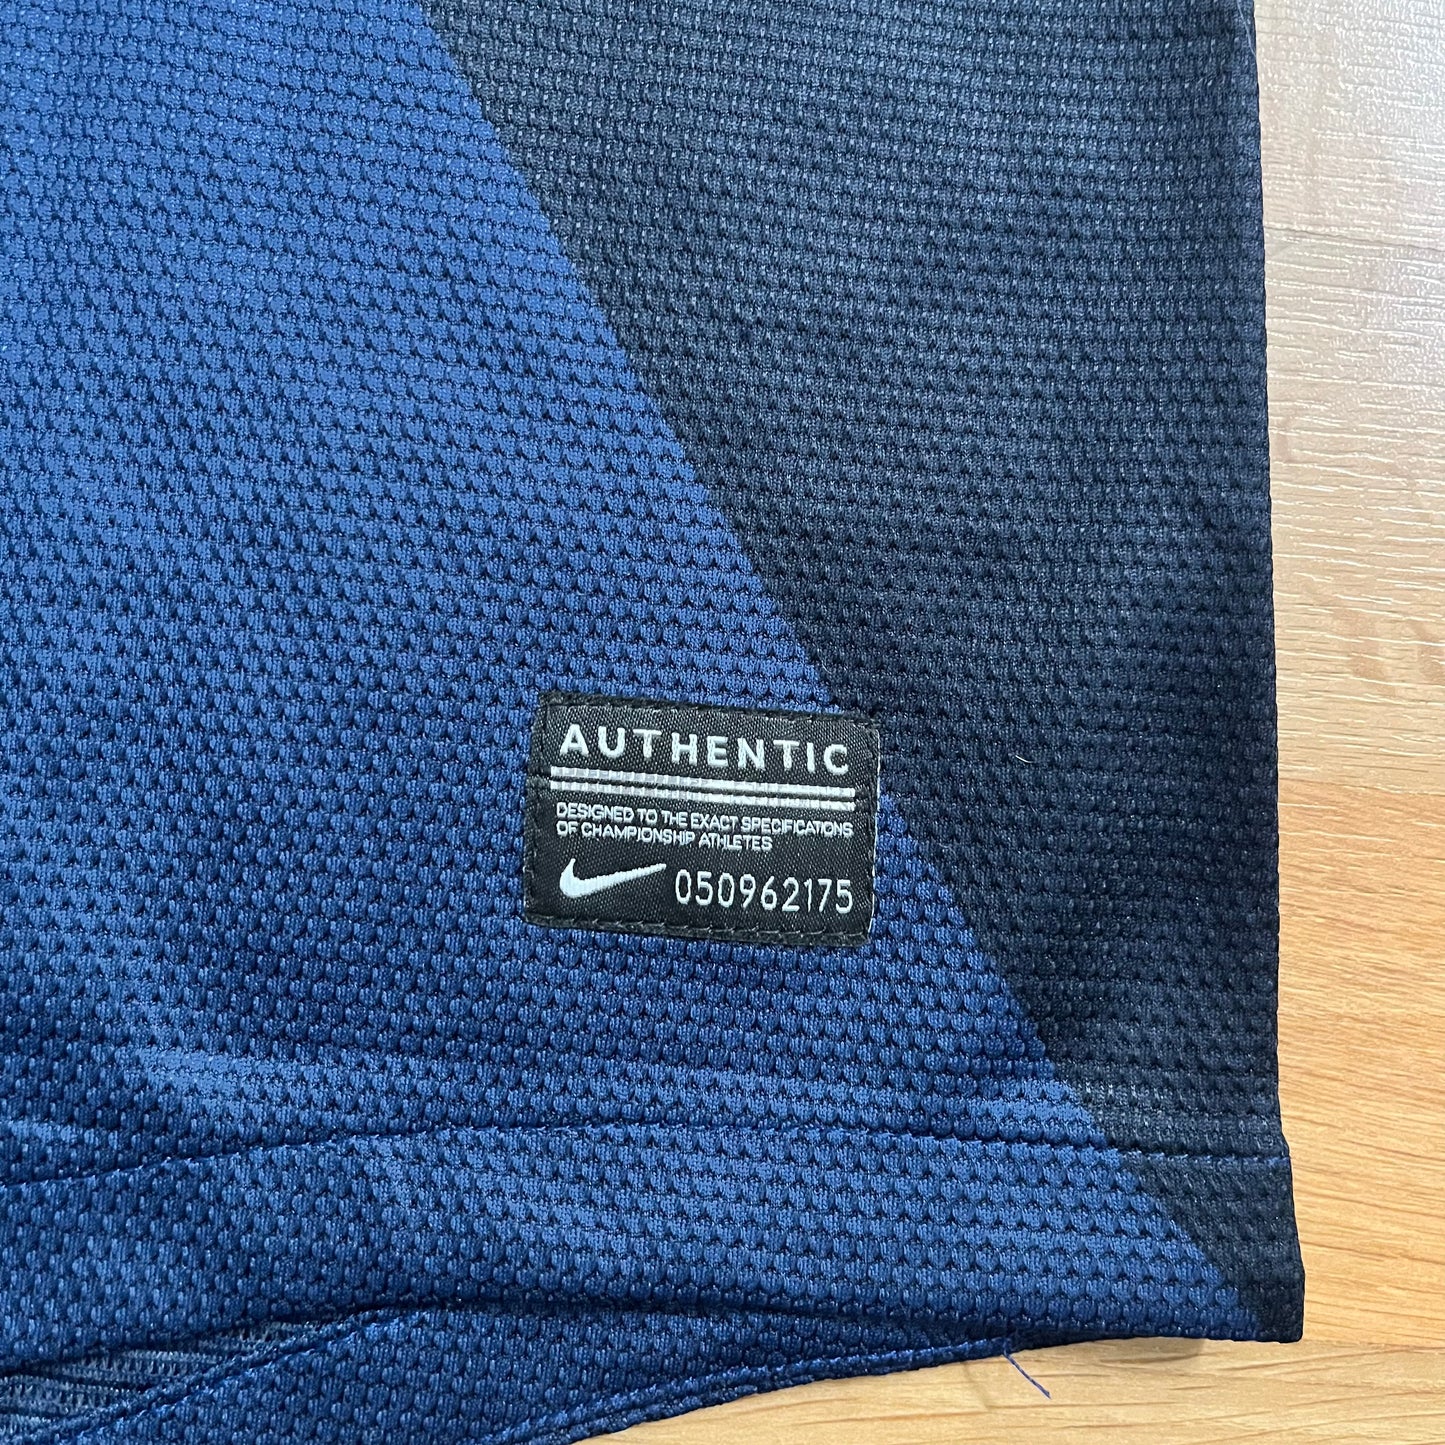 AUTHENTIC
DESIGNED TO THE EXACT SPECIFICATIONS
OF CHAMPIONSHIP ATHLETES
050962175